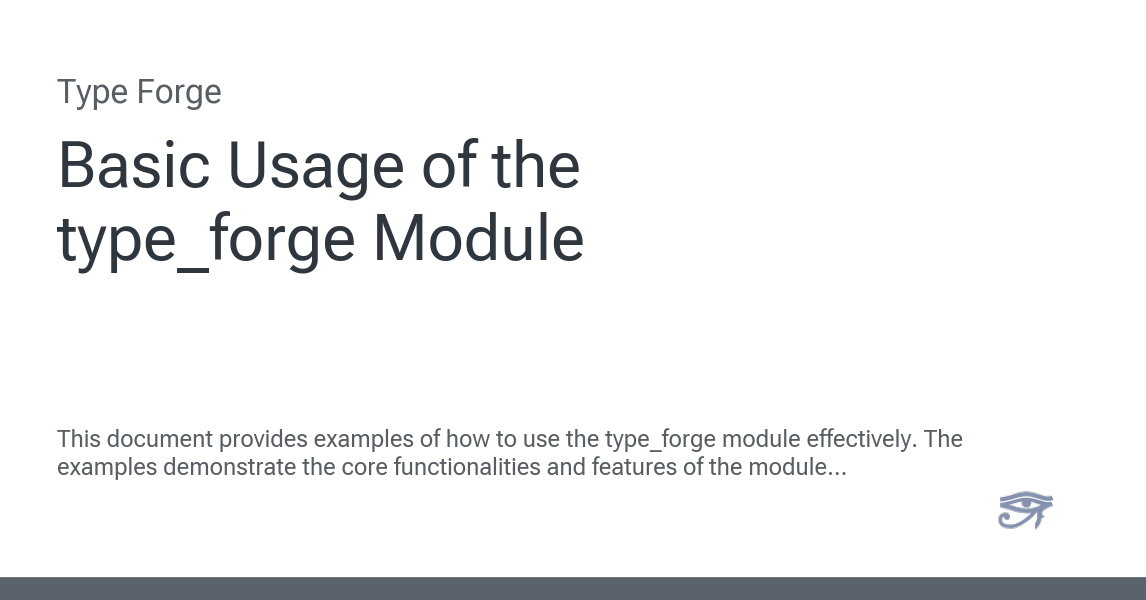 Type Forge
Basic Usage of the
type_forge Module
This document provides examples of how to use the type_forge module effectively. The
examples demonstrate the core functionalities and features of the module...